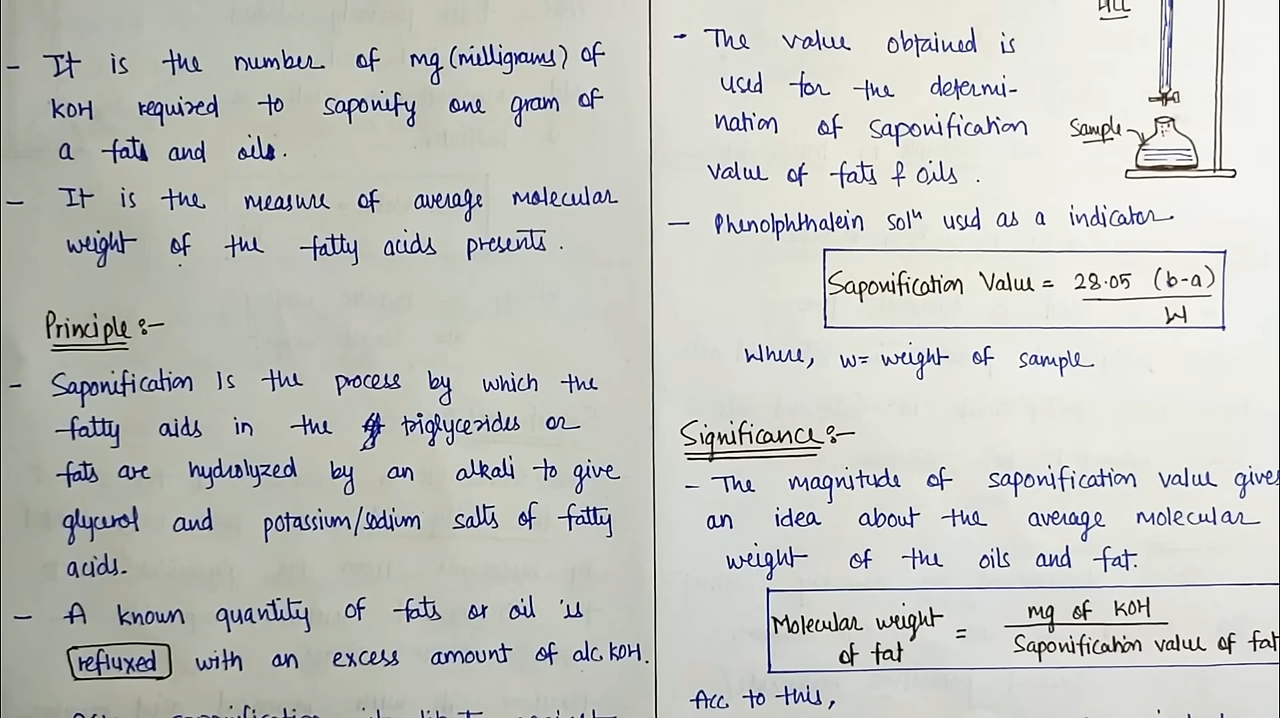 - It is the number of mg (milligrams) of
KOH required to saponify one gram of
a fats and oils.
- It is the measure of average molecular
weight of the fatty acids presents.
Principle :-
- Saponification is the process by which the
fatty aids in the triglycerides or
fats are hydrolyzed by an alkali to give
glycerol and potassium/sodium salts of fatty
acids.
- A known quantity of fats or oil is
refluxed with an excess amount of alc. KOH.
- The value obtained is
used for the determi-
nation of saponification
value of fats & oils.
Sample
- Phenolphthalein solⁿ used as a indicator
Saponification Value = 28.05 (b-a)
W
Where, w= weight of sample
Significance :-
- The magnitude of saponification value gives
an idea about the average molecular
weight of the oils and fat.
Molecular weight
of fat
=
mg of KOH
Saponification value of fat
Acc to this,